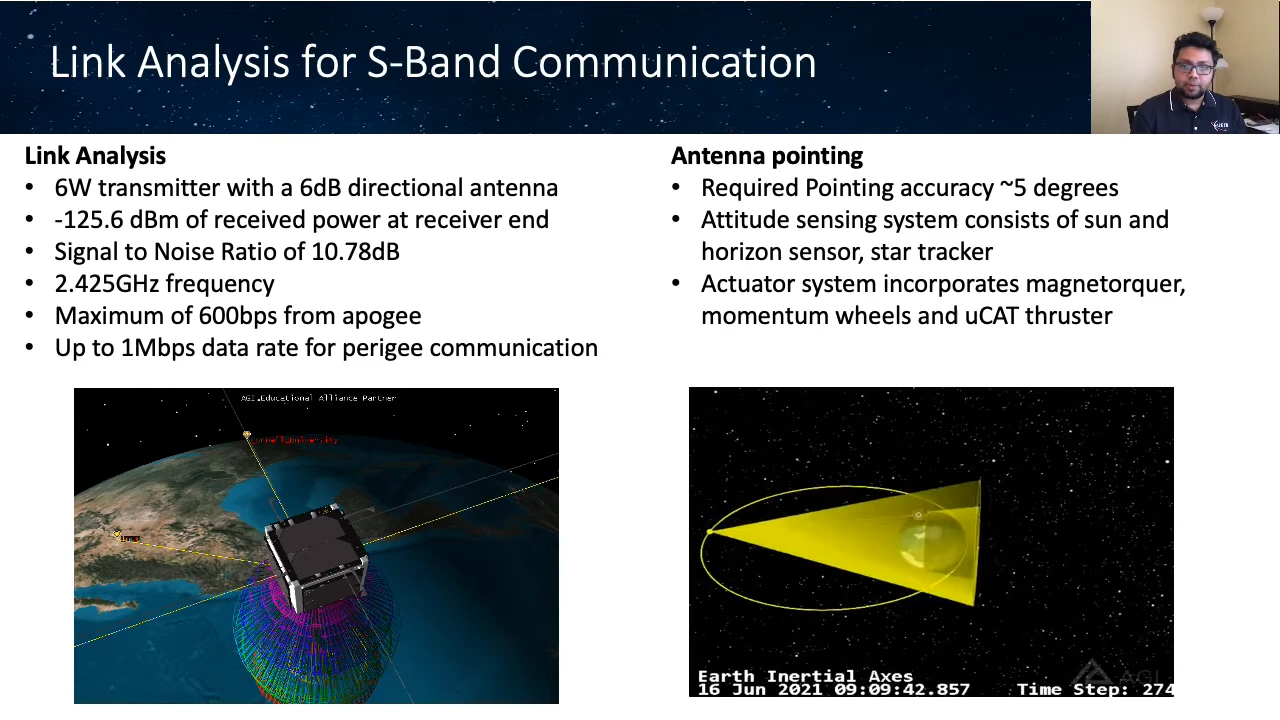 Link Analysis for S-Band Communication
Link Analysis
• 6W transmitter with a 6dB directional antenna
• -125.6 dBm of received power at receiver end
• Signal to Noise Ratio of 10.78dB
• 2.425GHz frequency
• Maximum of 600bps from apogee
• Up to 1Mbps data rate for perigee communication
Antenna pointing
• Required Pointing accuracy ~5 degrees
• Attitude sensing system consists of sun and
horizon sensor, star tracker
• Actuator system incorporates magnetorquer,
momentum wheels and uCAT thruster
AGI Educational Alliance Partner
Cornell_University
AGI
Earth Inertial Axes
16 Jun 2021 09:09:42.857 Time Step: 274